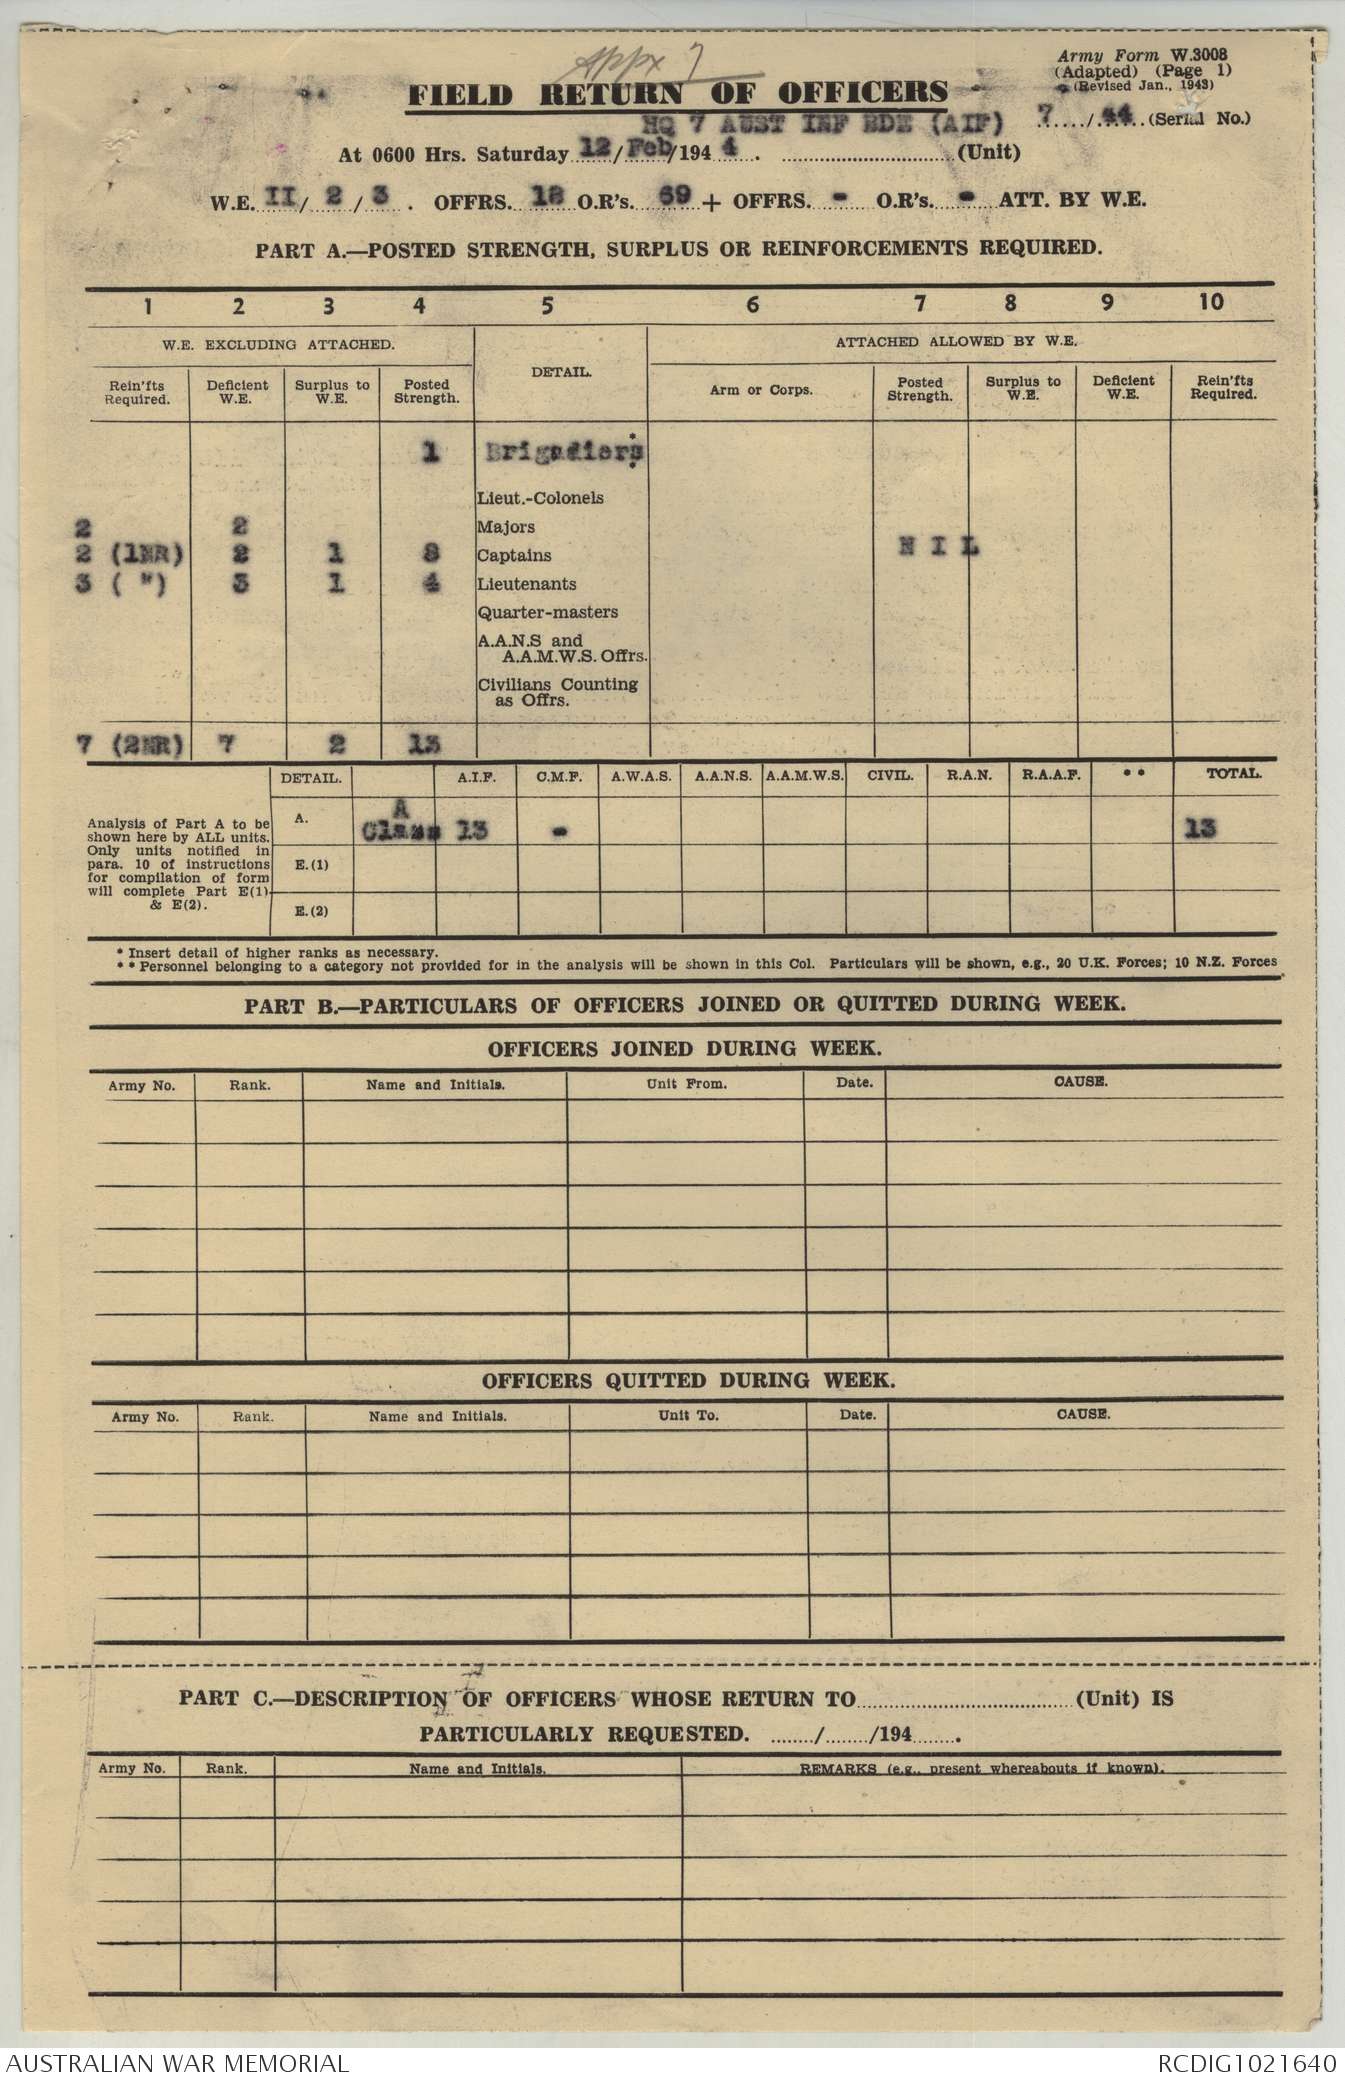 Appx 7
Army Form W.3008
(Adapted) (Page 1)
(Revised Jan., 1943)
FIELD RETURN OF OFFICERS
HQ 7 AUST INF BDE (AIF) 7/44 (Serial No.)
At 0600 Hrs. Saturday 12/Feb/1944. (Unit)
W.E. II/2/3. OFFRS. 18 O.R's. 69 + OFFRS. - O.R's. - ATT. BY W.E.
PART A.—POSTED STRENGTH, SURPLUS OR REINFORCEMENTS REQUIRED.
1 2 3 4 5 6 7 8 9 10
W.E. EXCLUDING ATTACHED. DETAIL. ATTACHED ALLOWED BY W.E.
Rein'fts Required. Deficient W.E. Surplus to W.E. Posted Strength. Arm or Corps. Posted Strength. Surplus to W.E. Deficient W.E. Rein'fts Required.
1 Brigadiers * *
Lieut.-Colonels
2 2 Majors
2 (1NR) 2 1 8 Captains NIL
3 ( " ) 3 1 4 Lieutenants
Quarter-masters
A.A.N.S and
A.A.M.W.S. Offrs.
Civilians Counting
as Offrs.
7 (2NR) 7 2 13
DETAIL. A.I.F. C.M.F. A.W.A.S. A.A.N.S. A.A.M.W.S. CIVIL. R.A.N. R.A.A.F. ** TOTAL.
Analysis of Part A to be
shown here by ALL units.
Only units notified in
para. 10 of instructions
for compilation of form
will complete Part E(1)
& E(2).
A. A Class 13 - 13
E.(1)
E.(2)
* Insert detail of higher ranks as necessary.
** Personnel belonging to a category not provided for in the analysis will be shown in this Col. Particulars will be shown, e.g., 20 U.K. Forces; 10 N.Z. Forces
PART B.—PARTICULARS OF OFFICERS JOINED OR QUITTED DURING WEEK.
OFFICERS JOINED DURING WEEK.
Army No. Rank. Name and Initials. Unit From. Date. CAUSE.
OFFICERS QUITTED DURING WEEK.
Army No. Rank. Name and Initials. Unit To. Date. CAUSE.
PART C.—DESCRIPTION OF OFFICERS WHOSE RETURN TO (Unit) IS
PARTICULARLY REQUESTED. ......../......../194........
Army No. Rank. Name and Initials. REMARKS (e.g., present whereabouts if known).
AUSTRALIAN WAR MEMORIAL RCDIG1021640